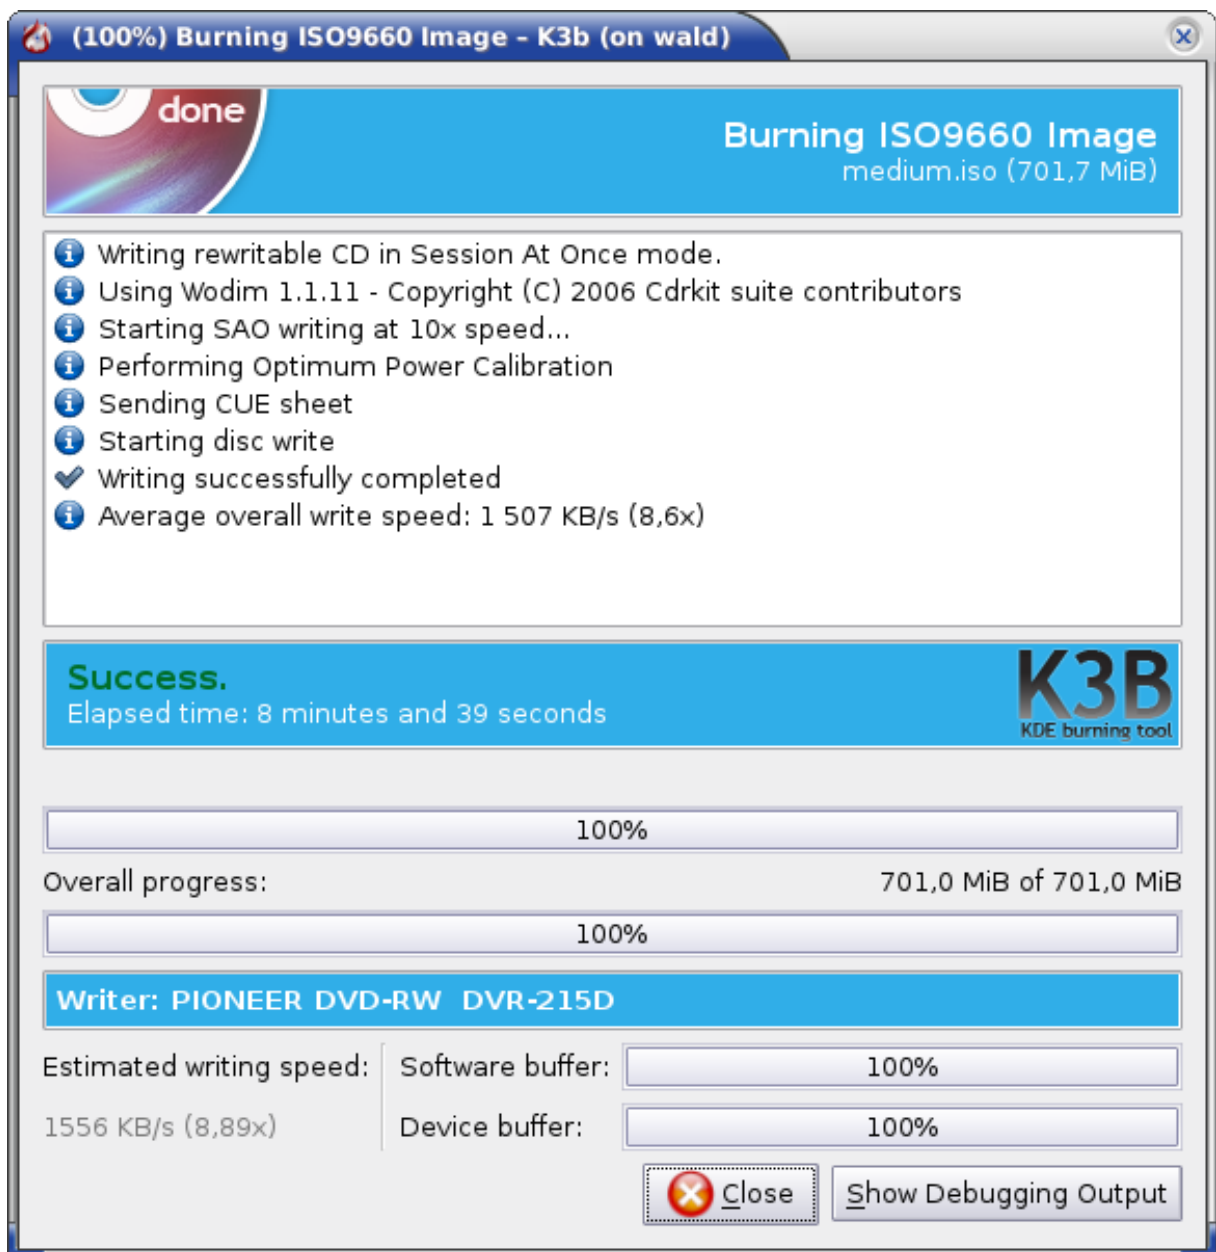 (100%) Burning ISO9660 Image – K3b (on wald)
done
Burning ISO9660 Image
medium.iso (701,7 MiB)
Writing rewritable CD in Session At Once mode.
Using Wodim 1.1.11 - Copyright (C) 2006 Cdrkit suite contributors
Starting SAO writing at 10x speed...
Performing Optimum Power Calibration
Sending CUE sheet
Starting disc write
Writing successfully completed
Average overall write speed: 1 507 KB/s (8,6x)
Success.
Elapsed time: 8 minutes and 39 seconds
K3B
KDE burning tool
100%
Overall progress: 701,0 MiB of 701,0 MiB
100%
Writer: PIONEER DVD-RW  DVR-215D
Estimated writing speed: Software buffer: 100%
1556 KB/s (8,89x) Device buffer: 100%
Close Show Debugging Output